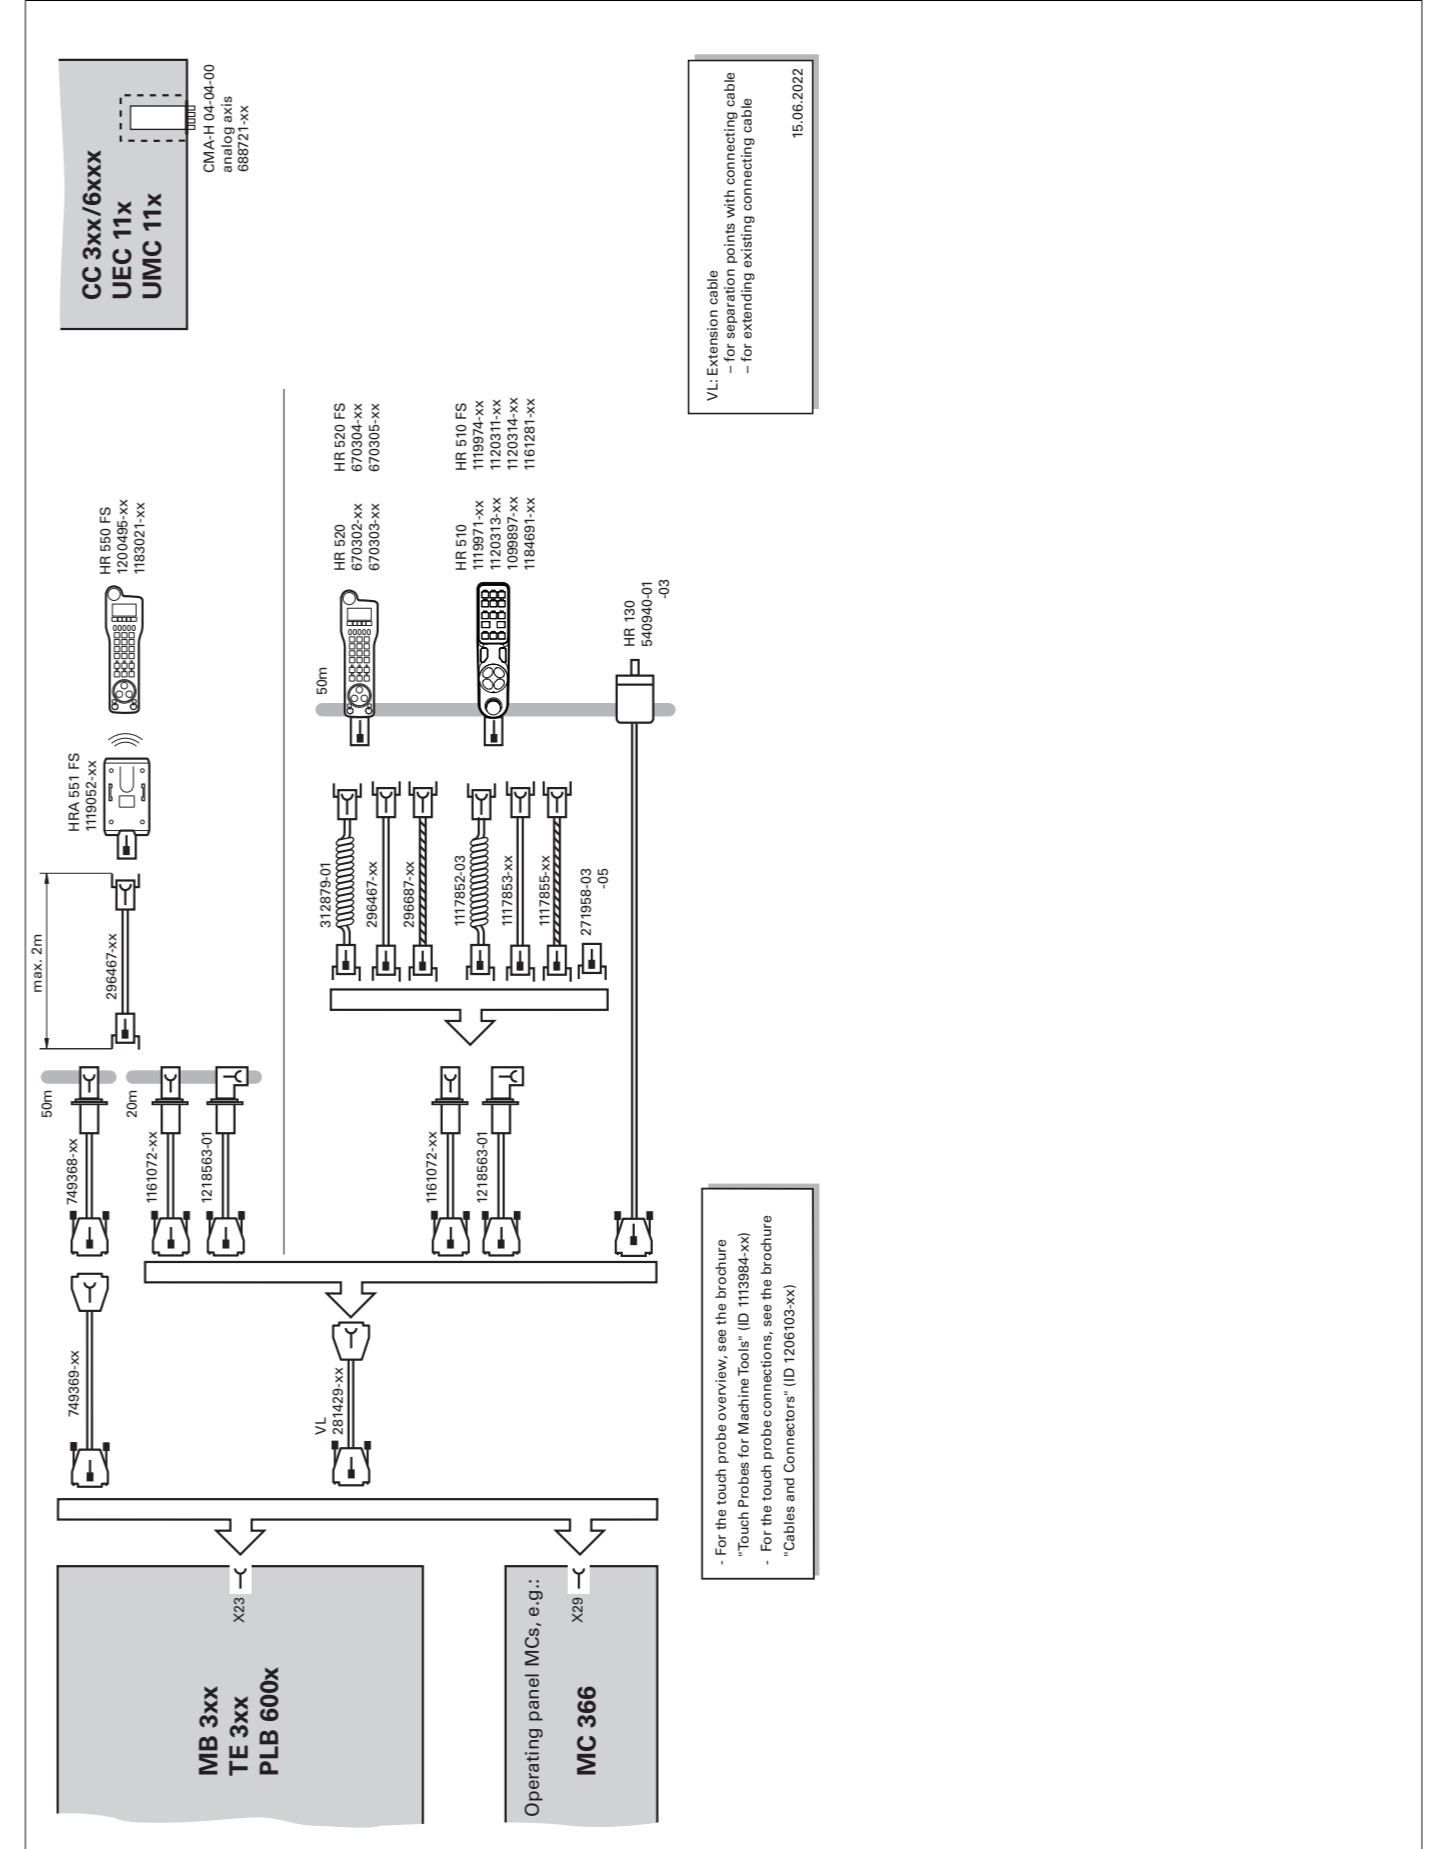 MB 3xx
TE 3xx
PLB 600x
X23
Operating panel MCs, e.g.:
MC 366
X29
749369-xx
VL
281429-xx
50m
749368-xx
20m
1161072-xx
1218563-01
max. 2m
296467-xx
HRA 551 FS
1119052-xx
HR 550 FS
1200495-xx
1183021-xx
1161072-xx
1218563-01
312879-01
296467-xx
296687-xx
1117852-03
1117853-xx
1117855-xx
271958-03
-05
50m
HR 520
670302-xx
670303-xx
HR 520 FS
670304-xx
670305-xx
HR 510
1119971-xx
1120313-xx
1099897-xx
1184691-xx
HR 510 FS
1119974-xx
1120311-xx
1120314-xx
1161281-xx
HR 130
540940-01
-03
CC 3xx/6xxx
UEC 11x
UMC 11x
CMA-H 04-04-00
analog axis
688721-xx
- For the touch probe overview, see the brochure
"Touch Probes for Machine Tools" (ID 1113984-xx)
- For the touch probe connections, see the brochure
"Cables and Connectors" (ID 1206103-xx)
VL: Extension cable
– for separation points with connecting cable
– for extending existing connecting cable
15.06.2022